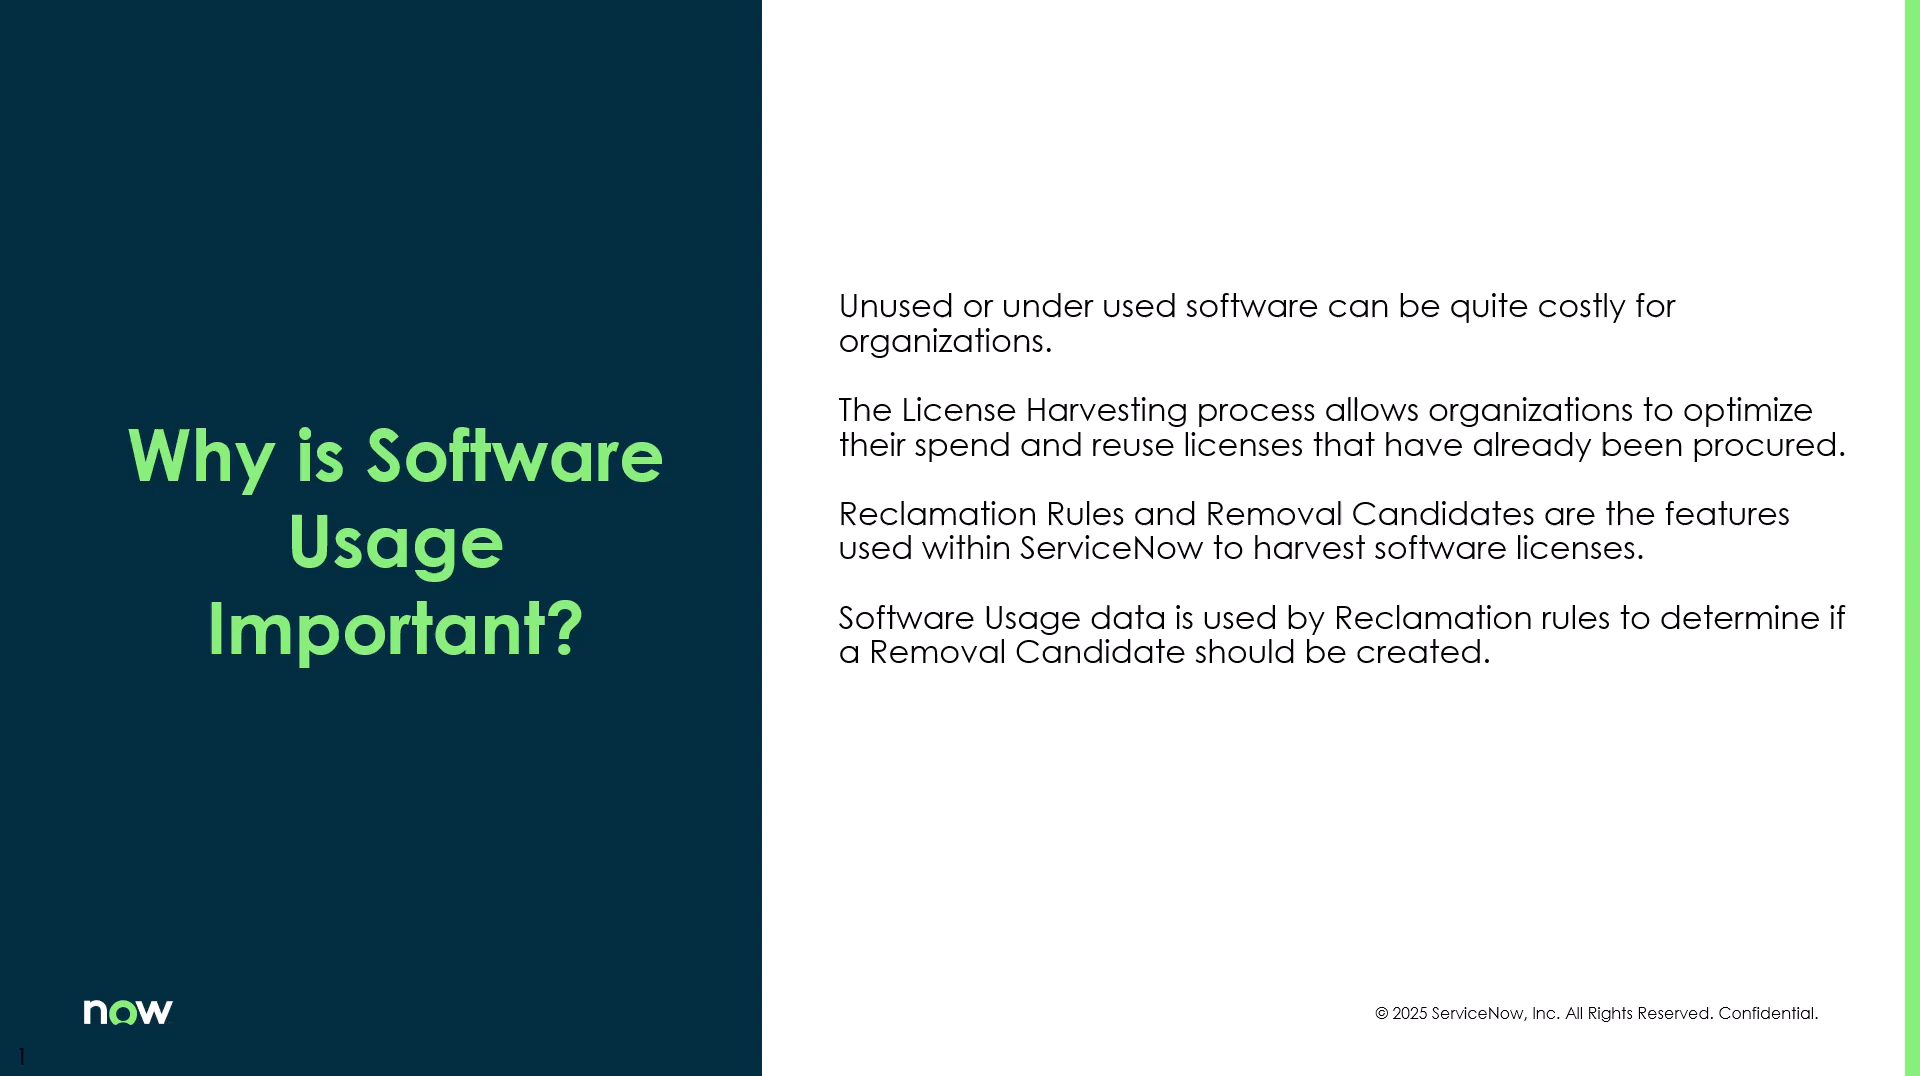 Why is Software
Usage
Important?
Unused or under used software can be quite costly for
organizations.
The License Harvesting process allows organizations to optimize
their spend and reuse licenses that have already been procured.
Reclamation Rules and Removal Candidates are the features
used within ServiceNow to harvest software licenses.
Software Usage data is used by Reclamation rules to determine if
a Removal Candidate should be created.
now
© 2025 ServiceNow, Inc. All Rights Reserved. Confidential.
1